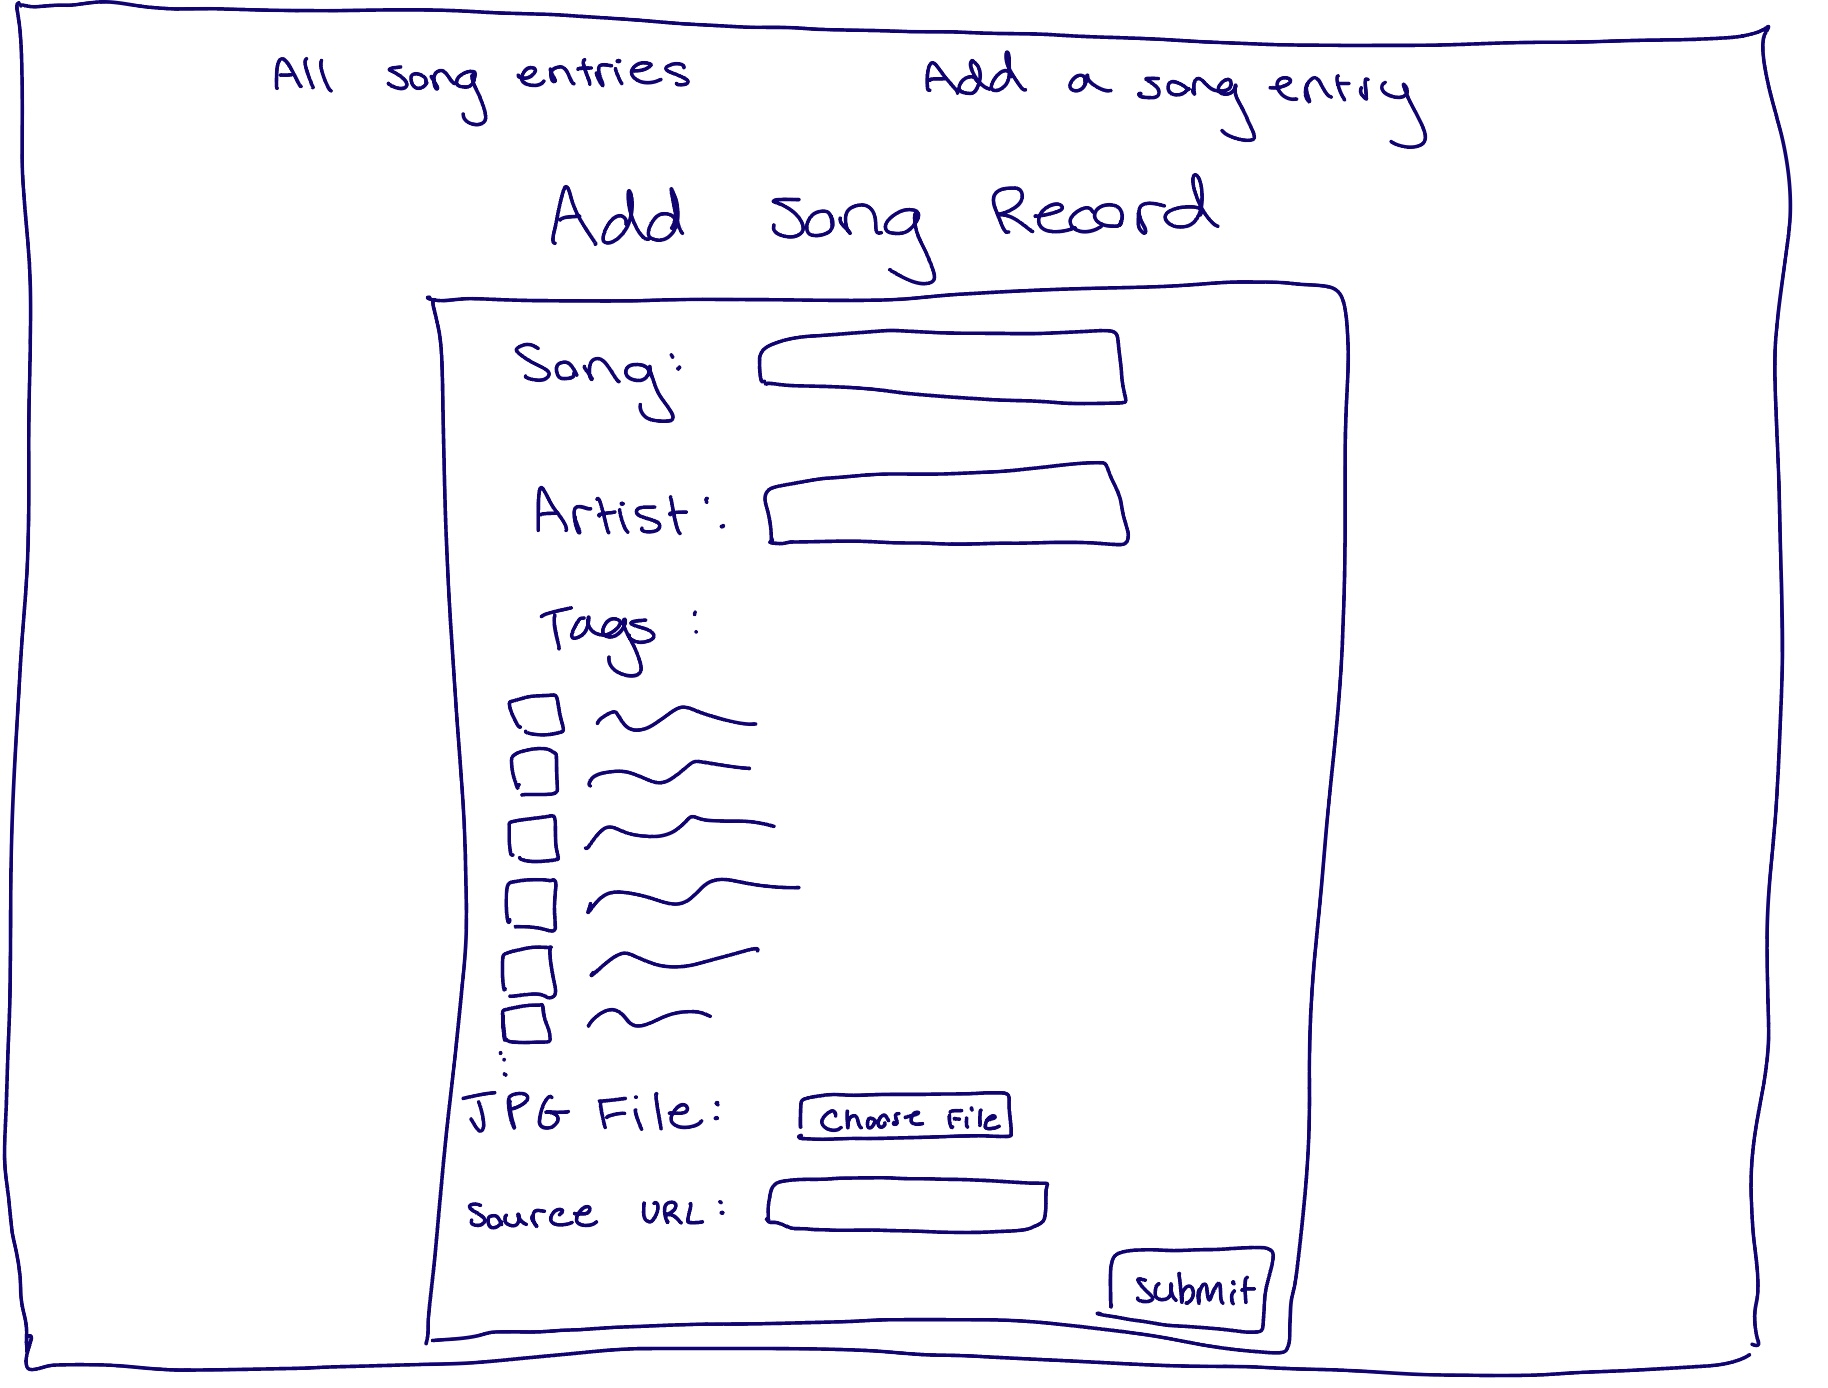 All song entries
Add a song entry
Add Song Record
Song:
Artist:
Tags:
JPG File:
Choose File
Source URL:
Submit